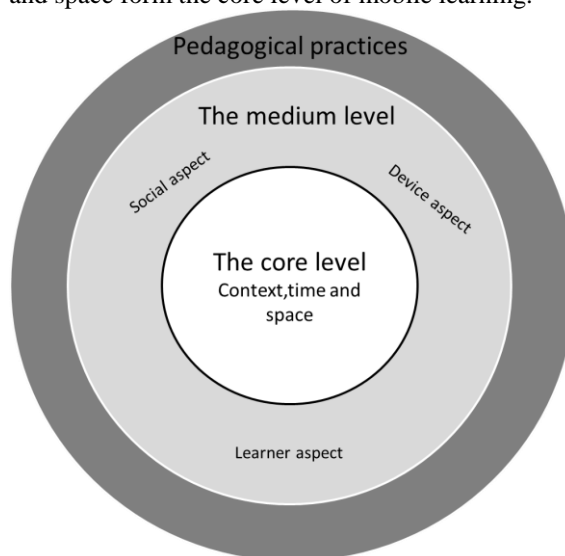 and space form the core level of mobile learning.
Pedagogical practices
The medium level
Social aspect
Device aspect
The core level
Context,time and
space
Learner aspect